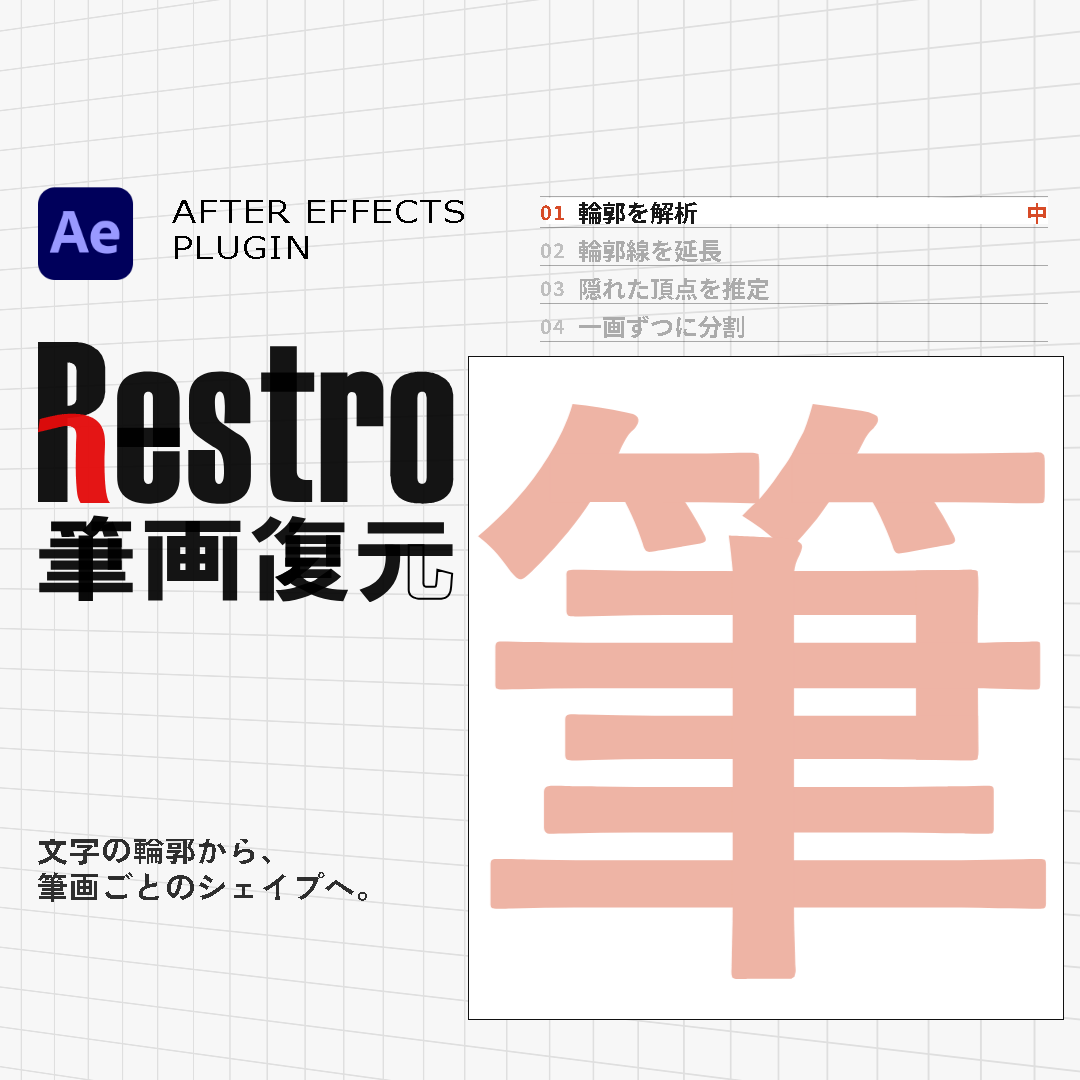 Ae
AFTER EFFECTS
PLUGIN
01 輪郭を解析 中
02 輪郭線を延長
03 隠れた頂点を推定
04 一画ずつに分割
Restro
筆画復元
筆
文字の輪郭から、
筆画ごとのシェイプへ。